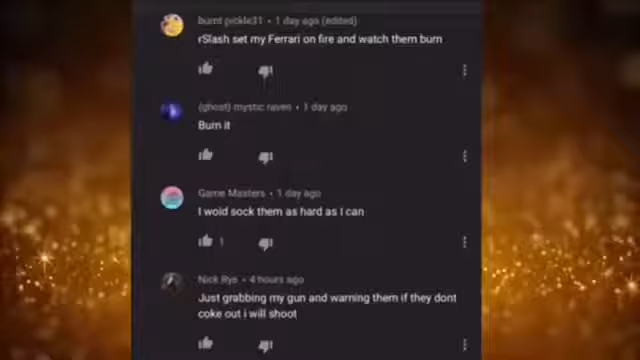 burnt pickle31 • 1 day ago (edited)
rSlash set my Ferrari on fire and watch them burn
(ghost) mystic raven • 1 day ago
Burn it
Game Masters • 1 day ago
I woid sock them as hard as I can
1
Nick Rye • 4 hours ago
Just grabbing my gun and warning them if they dont
coke out i will shoot